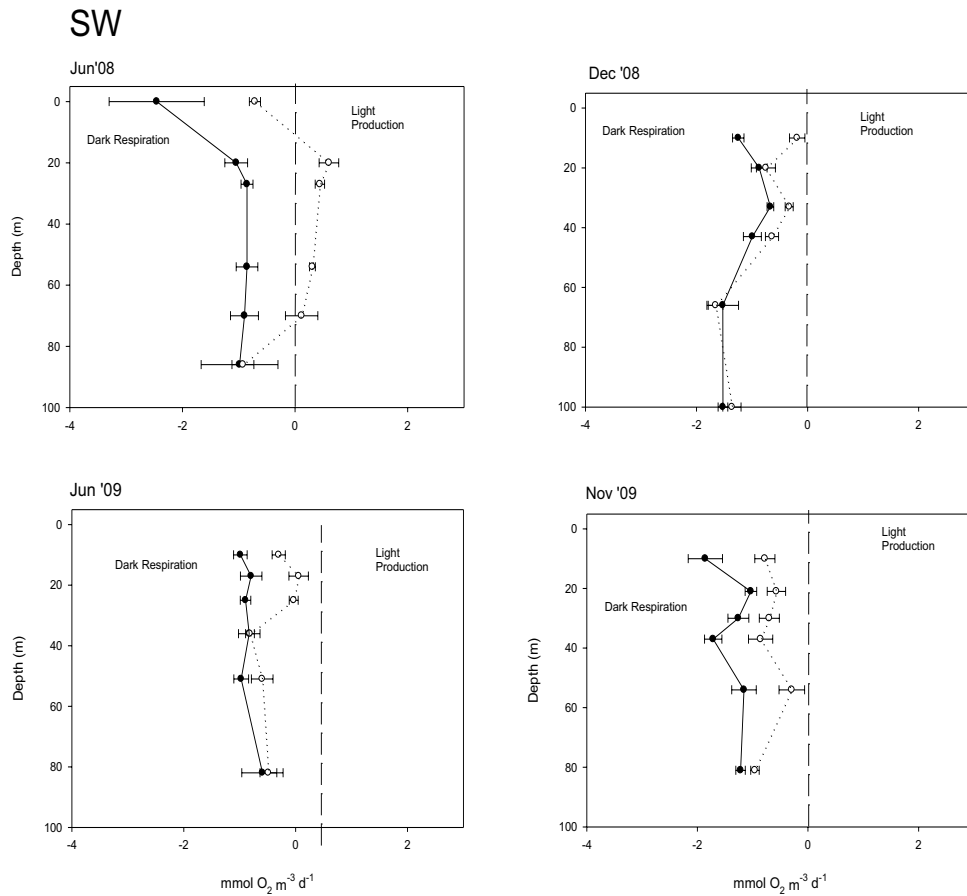 SW
Jun'08
0
20
40
60
80
100
Depth (m)
Dark Respiration
Light
Production
-4
-2
0
2
Dec '08
0
20
40
60
80
100
Dark Respiration
Light
Production
-4
-2
0
2
Jun '09
0
20
40
60
80
100
Depth (m)
Dark Respiration
Light
Production
-4
-2
0
2
mmol O₂ m⁻³ d⁻¹
Nov '09
0
20
40
60
80
100
Depth (m)
Dark Respiration
Light
Production
-4
-2
0
2
mmol O₂ m⁻³ d⁻¹